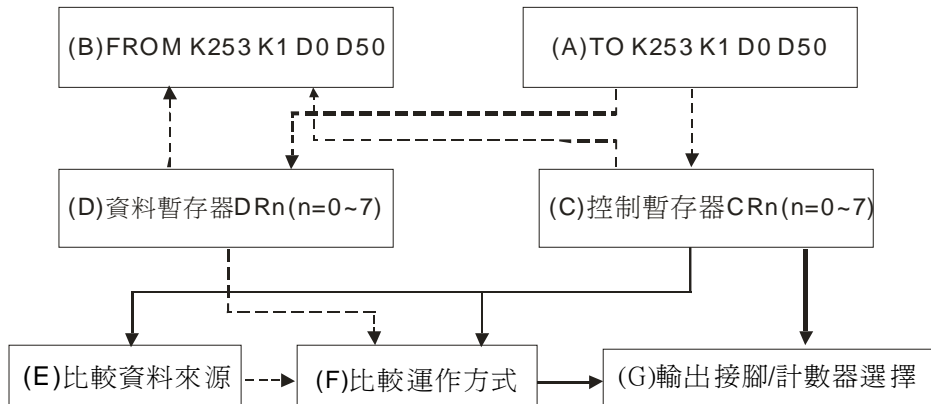 (B)FROM K253 K1 D0 D50
(A)TO K253 K1 D0 D50
(D)資料暫存器DRn(n=0~7)
(C)控制暫存器CRn(n=0~7)
(E)比較資料來源
(F)比較運作方式
(G)輸出接腳/計數器選擇